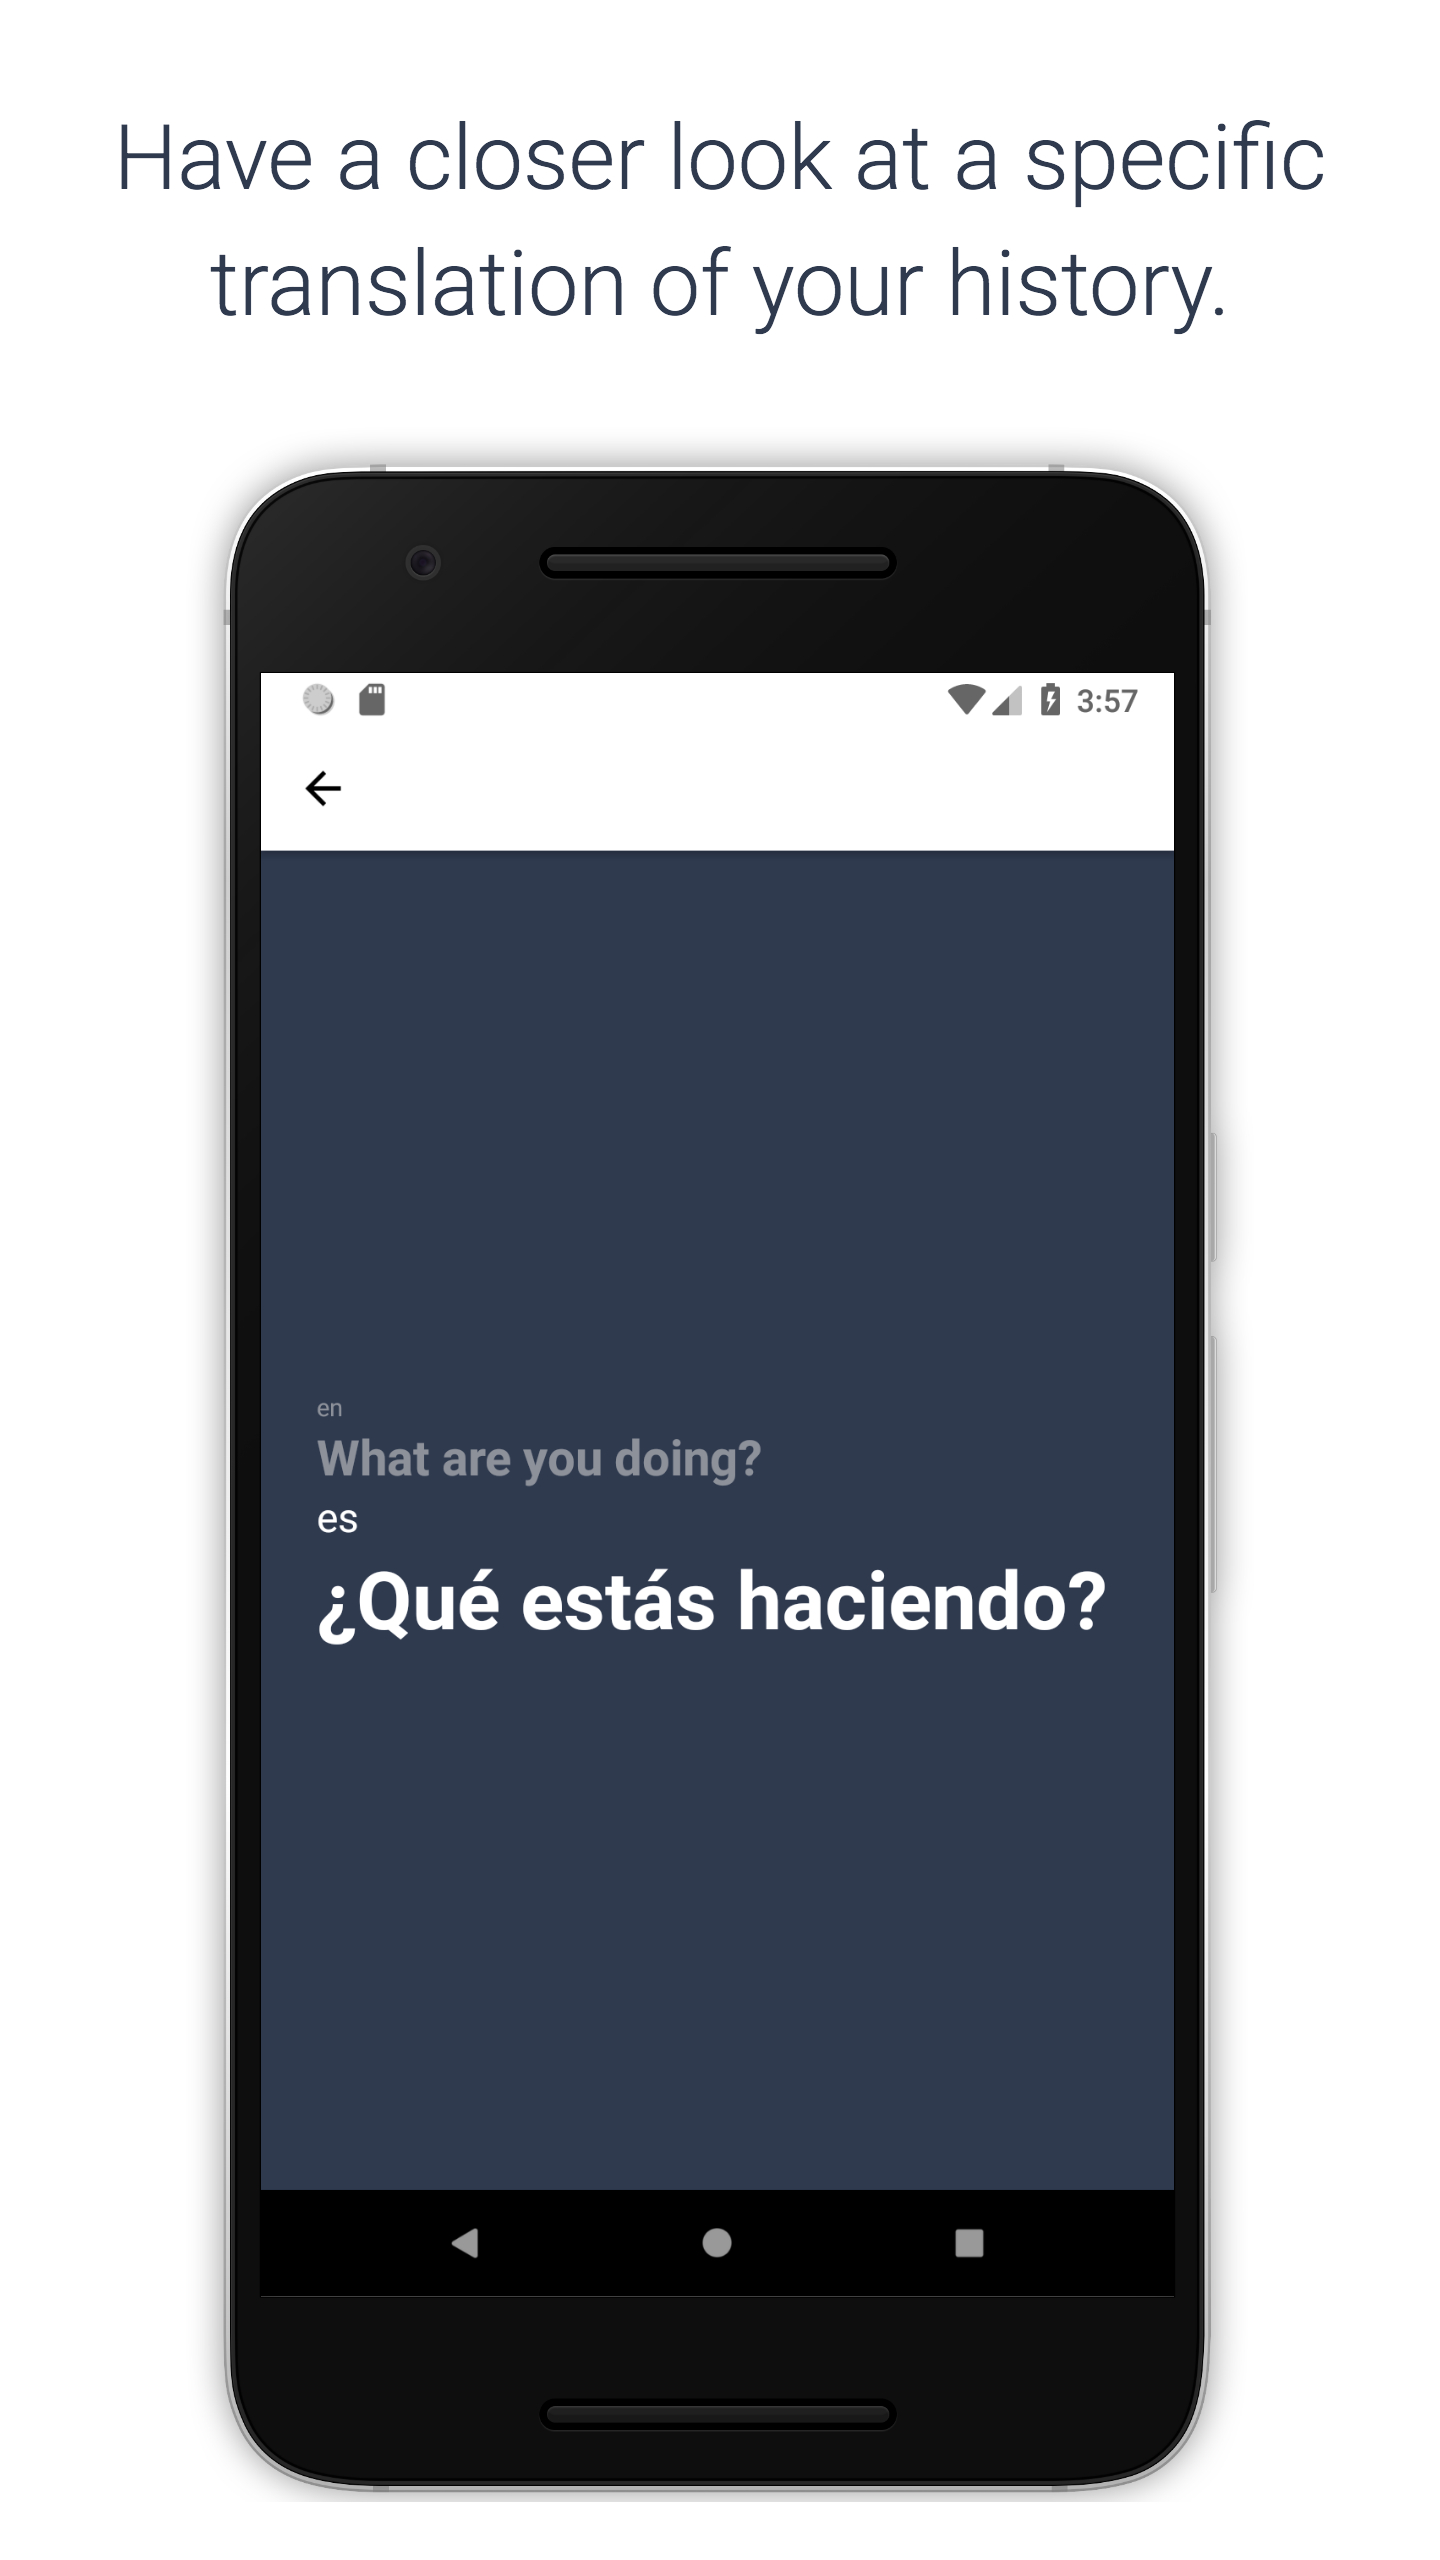 Have a closer look at a specific
translation of your history.
3:57
en
What are you doing?
es
¿Qué estás haciendo?